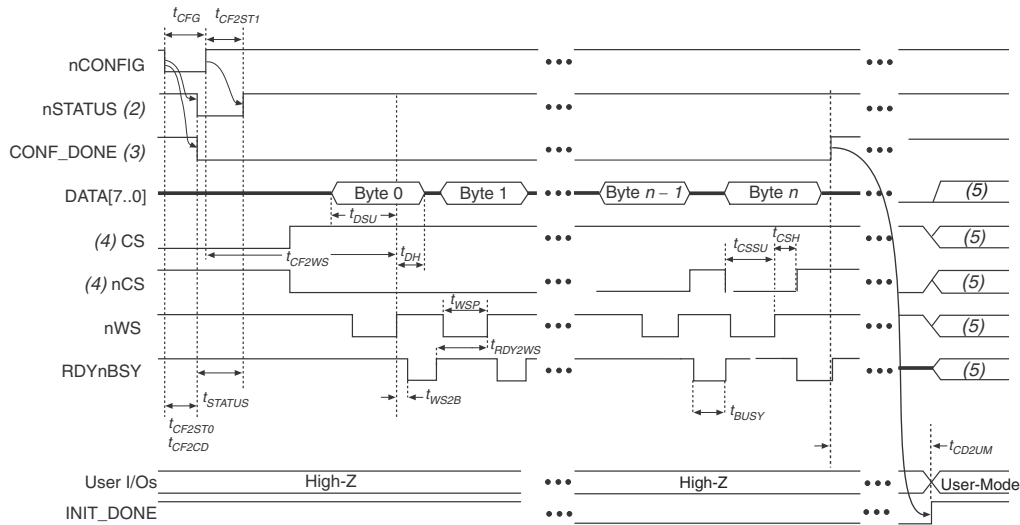 tCFG
tCF2ST1
nCONFIG
nSTATUS (2)
CONF_DONE (3)
DATA[7..0]
Byte 0
Byte 1
Byte n – 1
Byte n
(5)
tDSU
(4) CS
tCF2WS
tDH
tCSSU
tCSH
(5)
(4) nCS
(5)
tWSP
nWS
(5)
tRDY2WS
RDYnBSY
(5)
tSTATUS
tWS2B
tBUSY
tCF2ST0
tCF2CD
tCD2UM
User I/Os
High-Z
High-Z
User-Mode
INIT_DONE